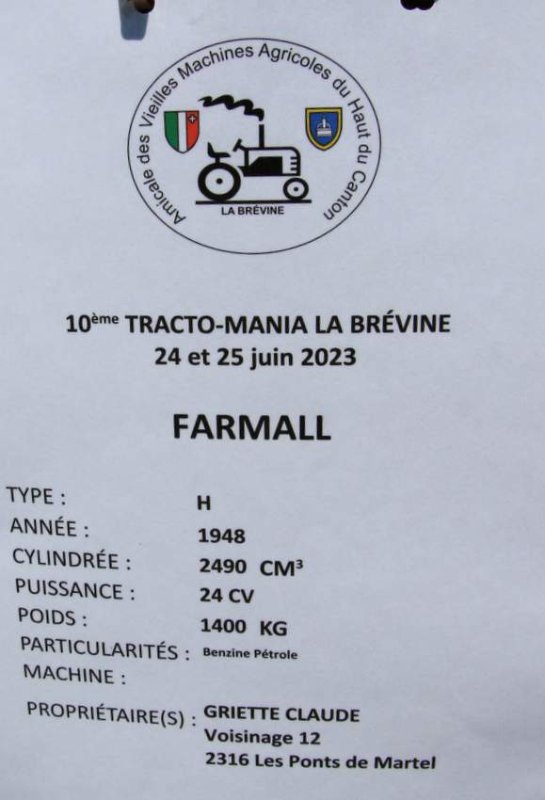 Amicale des Vieilles Machines Agricoles du Haut du Canton
LA BRÉVINE
10ème TRACTO-MANIA LA BRÉVINE
24 et 25 juin 2023
FARMALL
TYPE : H
ANNÉE : 1948
CYLINDRÉE : 2490 CM³
PUISSANCE : 24 CV
POIDS : 1400 KG
PARTICULARITÉS : Benzine Pétrole
MACHINE :
PROPRIÉTAIRE(S) : GRIETTE CLAUDE
Voisinage 12
2316 Les Ponts de Martel